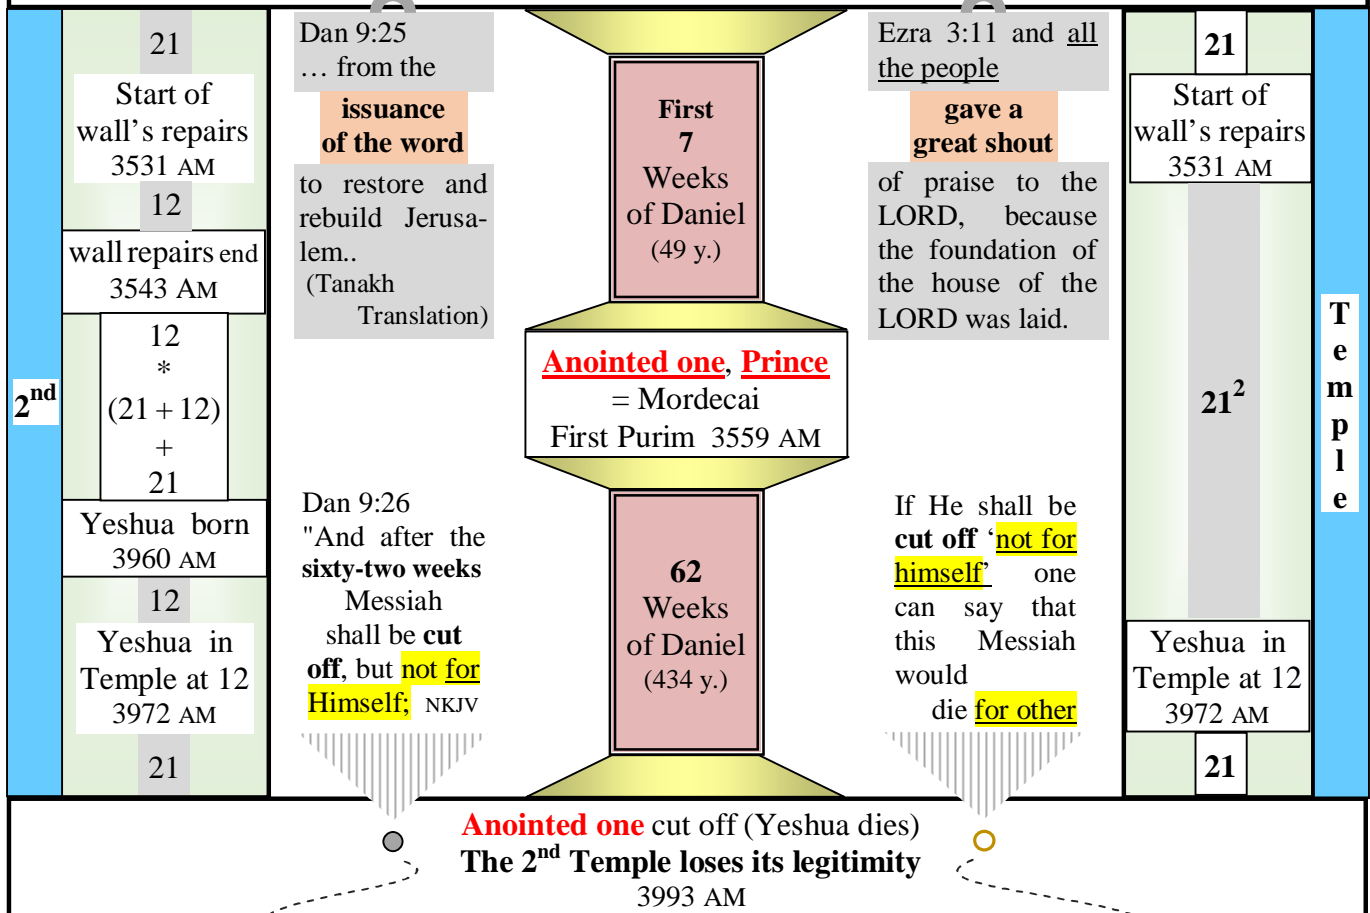 2nd
21
Start of
wall's repairs
3531 AM
12
wall repairs end
3543 AM
12
*
(21 + 12)
+
21
Yeshua born
3960 AM
12
Yeshua in
Temple at 12
3972 AM
21
Dan 9:25
… from the
issuance
of the word
to restore and
rebuild Jerusa-
lem..
(Tanakh
Translation)
Dan 9:26
"And after the
sixty-two weeks
Messiah
shall be cut
off, but not for
Himself; NKJV
First
7
Weeks
of Daniel
(49 y.)
Anointed one, Prince
= Mordecai
First Purim 3559 AM
62
Weeks
of Daniel
(434 y.)
Ezra 3:11 and all
the people
gave a
great shout
of praise to the
LORD, because
the foundation of
the house of the
LORD was laid.
If He shall be
cut off ‘not for
himself’ one
can say that
this Messiah
would
die for other
21
Start of
wall's repairs
3531 AM
21²
Yeshua in
Temple at 12
3972 AM
21
T
e
m
p
l
e
Anointed one cut off (Yeshua dies)
The 2nd Temple loses its legitimity
3993 AM